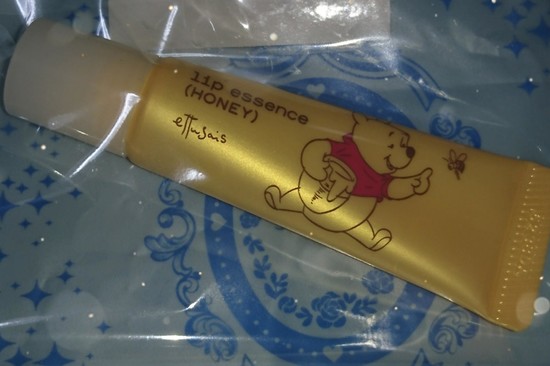 lip essence
(HONEY)
ettusais